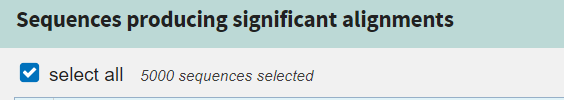 Sequences producing significant alignments
select all 5000 sequences selected